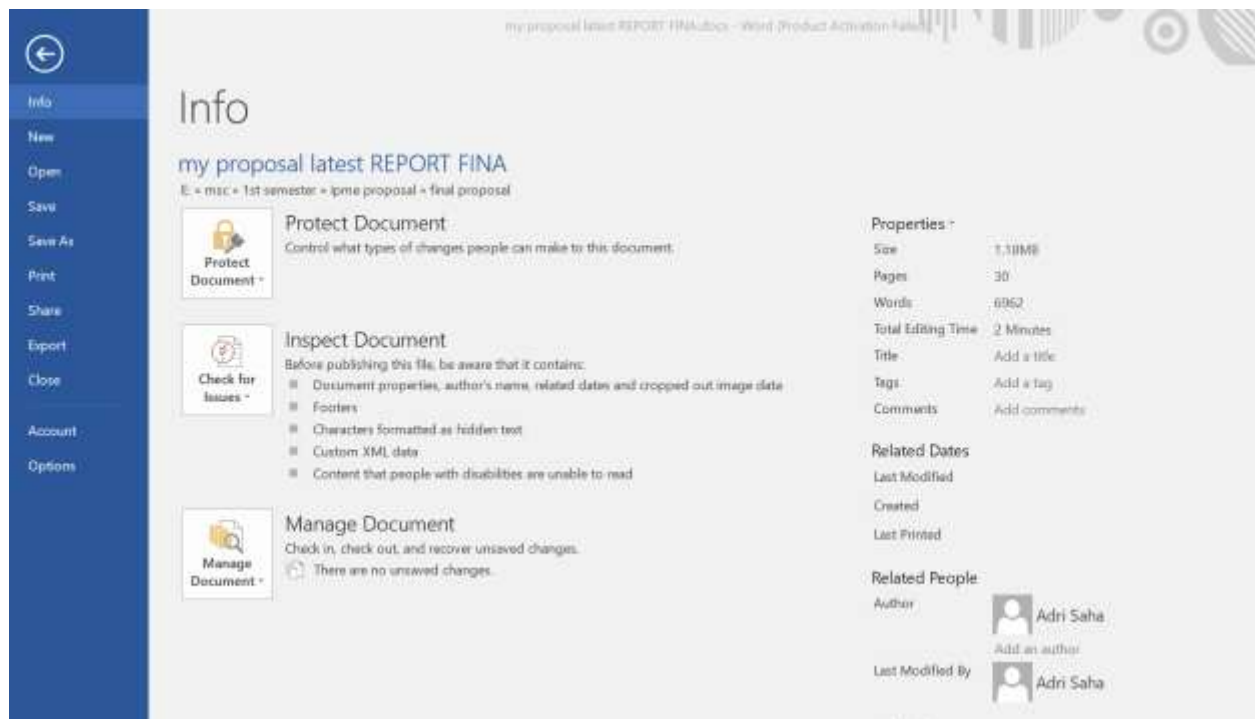 my proposal latest REPORT FINA.docx - Word (Product Activation Failed)
Info
New
Open
Save
Save As
Print
Share
Export
Close
Account
Options
Info
my proposal latest REPORT FINA
E: » msc » 1st semester » ipme proposal » final proposal
Protect Document
Protect Document
Control what types of changes people can make to this document.
Check for Issues
Inspect Document
Before publishing this file, be aware that it contains:
Document properties, author's name, related dates and cropped out image data
Footers
Characters formatted as hidden text
Custom XML data
Content that people with disabilities are unable to read
Manage Document
Manage Document
Check in, check out, and recover unsaved changes.
There are no unsaved changes.
Properties
Size 1.18MB
Pages 30
Words 6962
Total Editing Time 2 Minutes
Title Add a title
Tags Add a tag
Comments Add comments
Related Dates
Last Modified
Created
Last Printed
Related People
Author Adri Saha
Add an author
Last Modified By Adri Saha